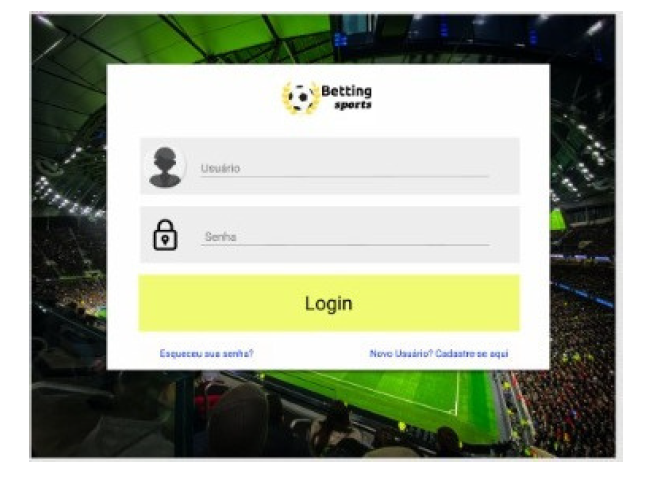 Betting
sports
Usuário
Senha
Login
Esqueceu sua senha?
Novo Usuário? Cadastre-se aqui